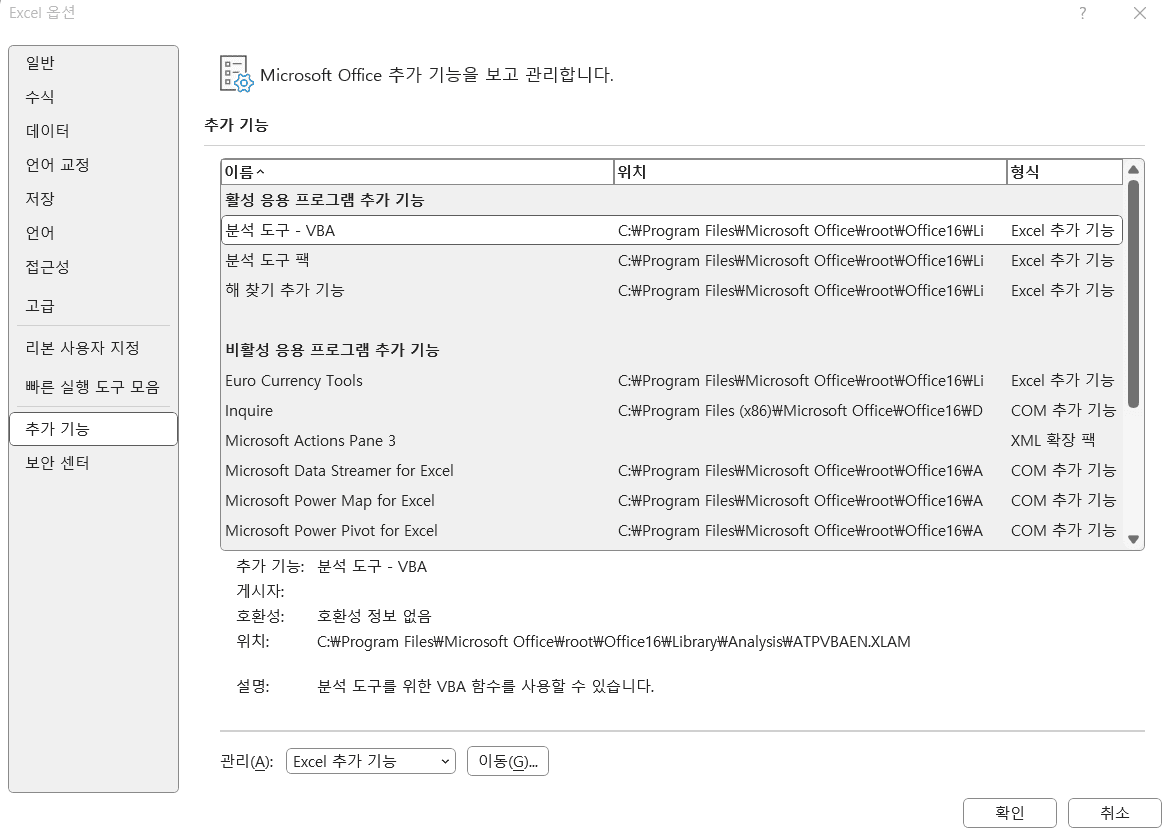 Excel 옵션
?
일반
수식
데이터
언어 교정
저장
언어
접근성
고급
리본 사용자 지정
빠른 실행 도구 모음
추가 기능
보안 센터
Microsoft Office 추가 기능을 보고 관리합니다.
추가 기능
이름 위치 형식
활성 응용 프로그램 추가 기능
분석 도구 - VBA C:₩Program Files₩Microsoft Office₩root₩Office16₩Li Excel 추가 기능
분석 도구 팩 C:₩Program Files₩Microsoft Office₩root₩Office16₩Li Excel 추가 기능
해 찾기 추가 기능 C:₩Program Files₩Microsoft Office₩root₩Office16₩Li Excel 추가 기능
비활성 응용 프로그램 추가 기능
Euro Currency Tools C:₩Program Files₩Microsoft Office₩root₩Office16₩Li Excel 추가 기능
Inquire C:₩Program Files (x86)₩Microsoft Office₩Office16₩D COM 추가 기능
Microsoft Actions Pane 3 XML 확장 팩
Microsoft Data Streamer for Excel C:₩Program Files₩Microsoft Office₩root₩Office16₩A COM 추가 기능
Microsoft Power Map for Excel C:₩Program Files₩Microsoft Office₩root₩Office16₩A COM 추가 기능
Microsoft Power Pivot for Excel C:₩Program Files₩Microsoft Office₩root₩Office16₩A COM 추가 기능
추가 기능: 분석 도구 - VBA
게시자:
호환성: 호환성 정보 없음
위치: C:₩Program Files₩Microsoft Office₩root₩Office16₩Library₩Analysis₩ATPVBAEN.XLAM
설명: 분석 도구를 위한 VBA 함수를 사용할 수 있습니다.
관리(A): Excel 추가 기능 이동(G)...
확인 취소